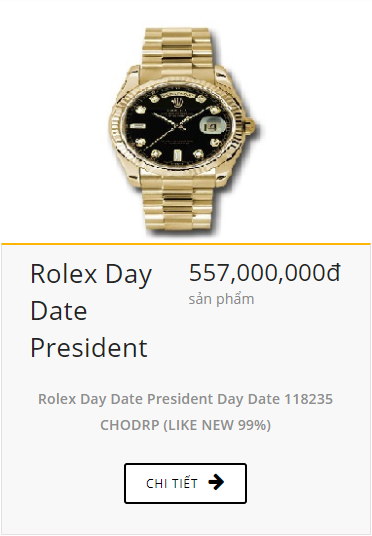 Rolex Day
Date
President
557,000,000đ
sản phẩm
Rolex Day Date President Day Date 118235
CHODRP (LIKE NEW 99%)
CHI TIẾT